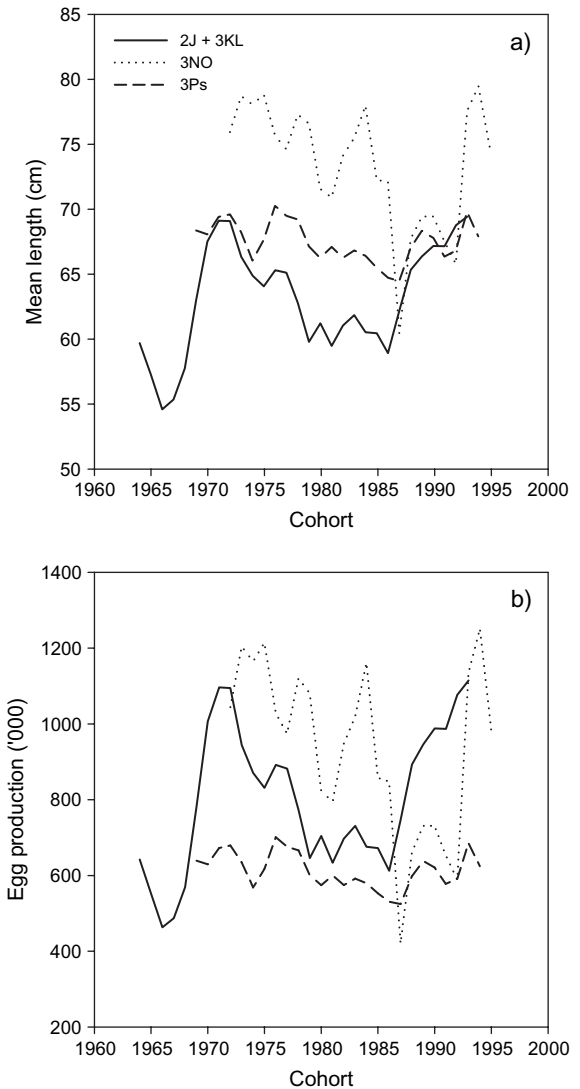 85
80
75
70
65
60
55
50
Mean length (cm)
2J + 3KL
3NO
3Ps
a)
1960 1965 1970 1975 1980 1985 1990 1995 2000
Cohort
1400
1200
1000
800
600
400
200
Egg production ('000)
b)
1960 1965 1970 1975 1980 1985 1990 1995 2000
Cohort